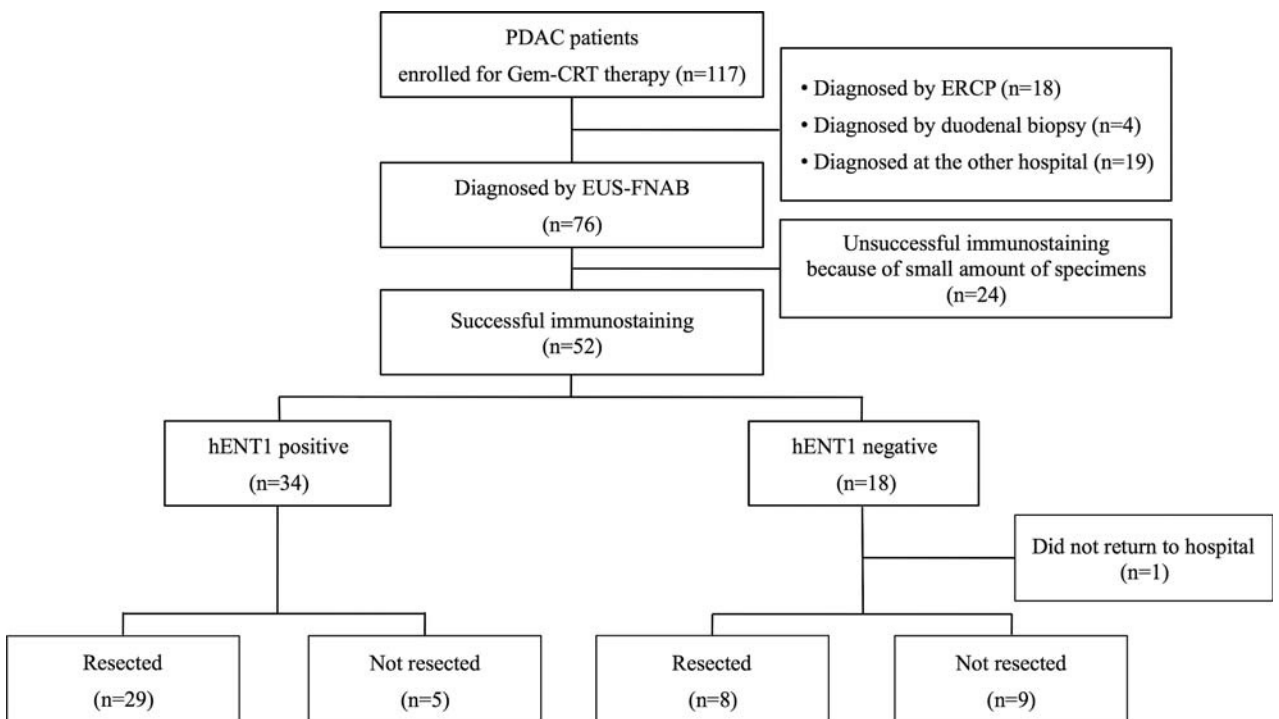 PDAC patients
enrolled for Gem-CRT therapy (n=117)
• Diagnosed by ERCP (n=18)
• Diagnosed by duodenal biopsy (n=4)
• Diagnosed at the other hospital (n=19)
Diagnosed by EUS-FNAB
(n=76)
Unsuccessful immunostaining
because of small amount of specimens
(n=24)
Successful immunostaining
(n=52)
hENT1 positive
(n=34)
hENT1 negative
(n=18)
Did not return to hospital
(n=1)
Resected
(n=29)
Not resected
(n=5)
Resected
(n=8)
Not resected
(n=9)